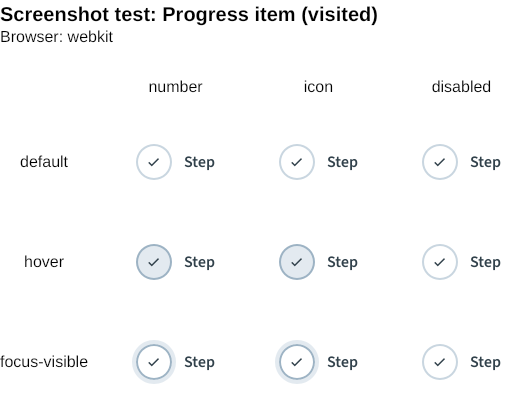 Screenshot test: Progress item (visited)
Browser: webkit
number icon disabled
default Step Step Step
hover Step Step Step
focus-visible Step Step Step